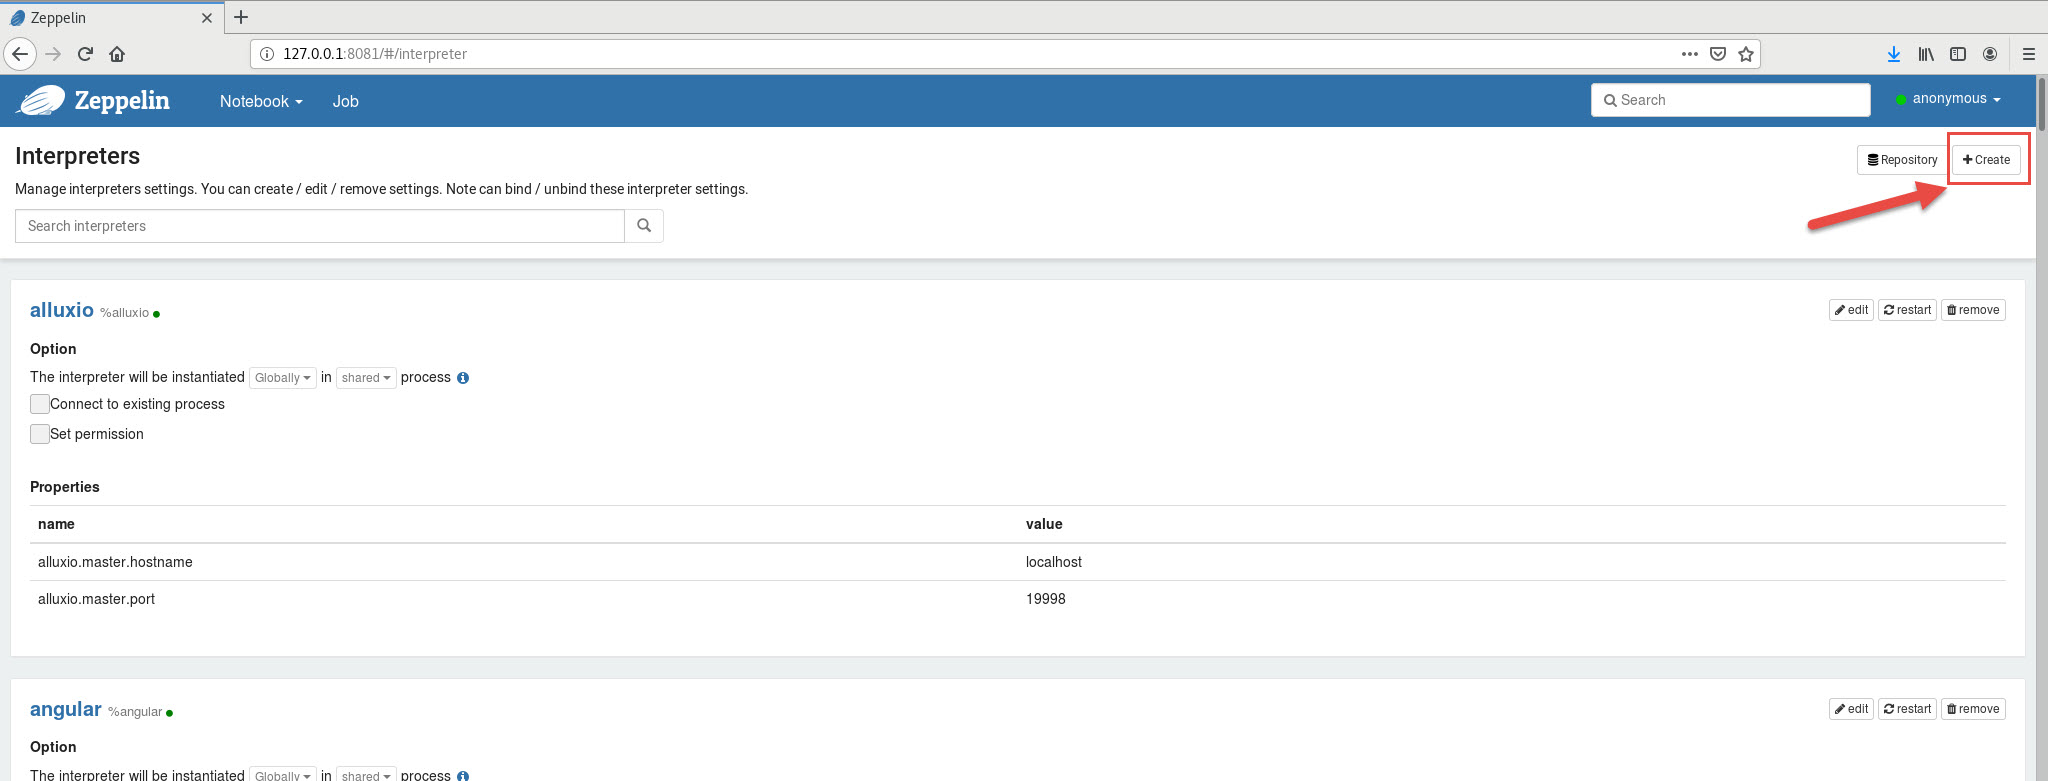 Zeppelin
127.0.0.1:8081/#/interpreter
Zeppelin Notebook Job Search anonymous
Interpreters
Repository Create
Manage interpreters settings. You can create / edit / remove settings. Note can bind / unbind these interpreter settings.
Search interpreters
alluxio %alluxio edit restart remove
Option
The interpreter will be instantiated Globally in shared process
Connect to existing process
Set permission
Properties
name value
alluxio.master.hostname localhost
alluxio.master.port 19998
angular %angular edit restart remove
Option
The interpreter will be instantiated Globally in shared process